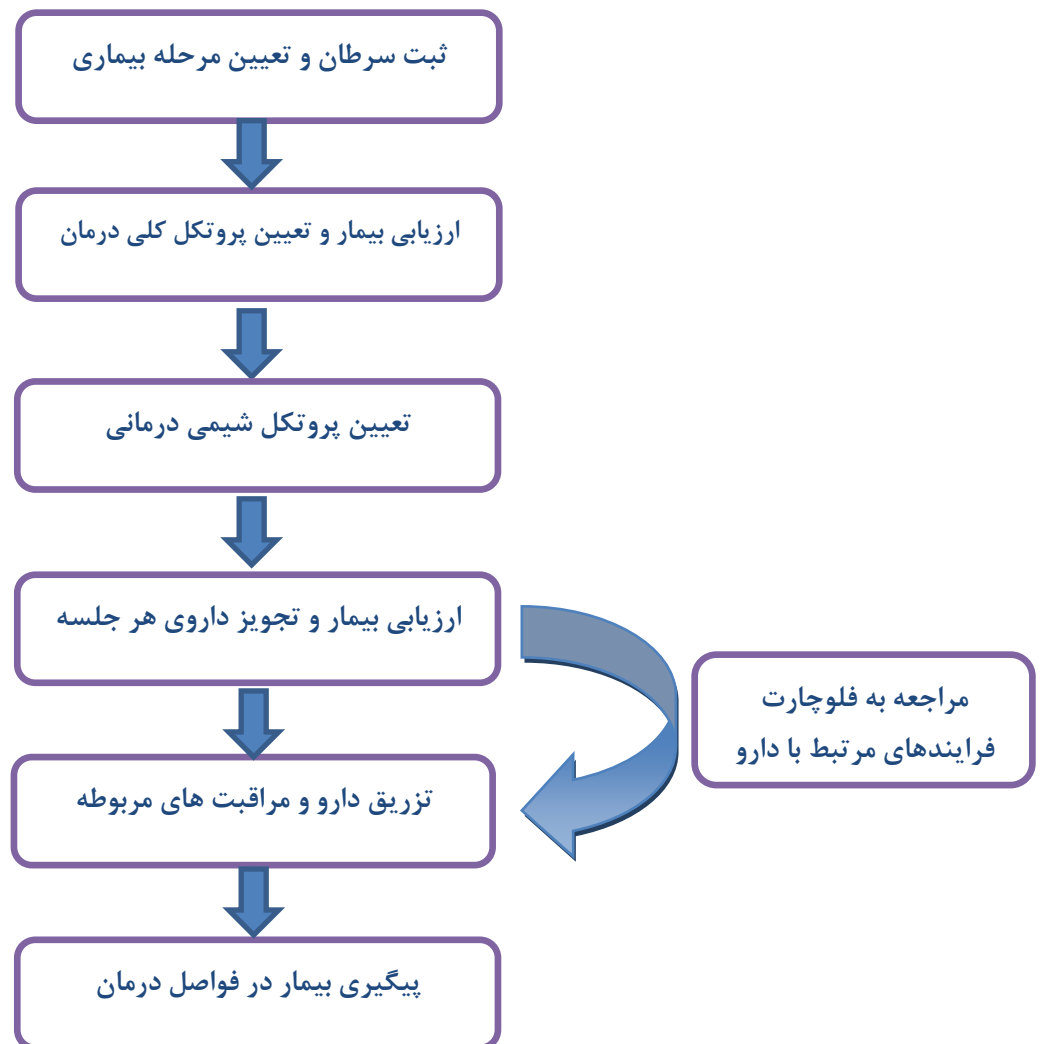 ثبت سرطان و تعیین مرحله بیماری
ارزیابی بیمار و تعیین پروتکل کلی درمان
تعیین پروتکل شیمی درمانی
ارزیابی بیمار و تجویز داروی هر جلسه
مراجعه به فلوچارت
فرایندهای مرتبط با دارو
تزریق دارو و مراقبت های مربوطه
پیگیری بیمار در فواصل درمان